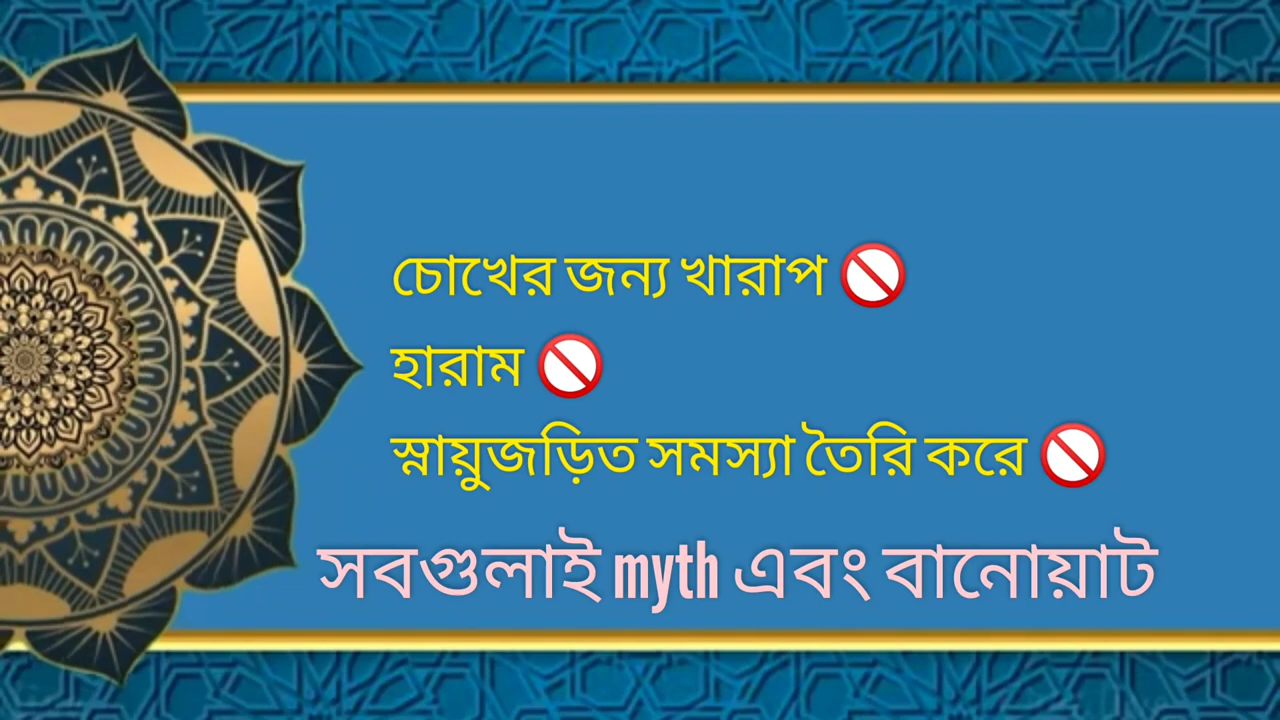 চোখের জন্য খারাপ 🚫
হারাম 🚫
স্নায়ুজড়িত সমস্যা তৈরি করে 🚫
সবগুলাই myth এবং বানোয়াট